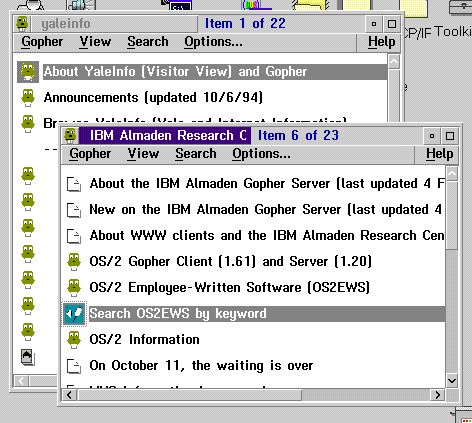 yaleinfo Item 1 of 22
Gopher View Search Options... Help
CP/IF Toolki
About YaleInfo (Visitor View) and Gopher
Announcements (updated 10/6/94)
Browse YaleInfo (Yale and Internet Information)
IBM Almaden Research C Item 6 of 23
Gopher View Search Options... Help
About the IBM Almaden Gopher Server (last updated 4 F
New on the IBM Almaden Gopher Server (last updated 4
About WWW clients and the IBM Almaden Research Cen
OS/2 Gopher Client (1.61) and Server (1.20)
OS/2 Employee-Written Software (OS2EWS)
Search OS2EWS by keyword
OS/2 Information
On October 11, the waiting is over